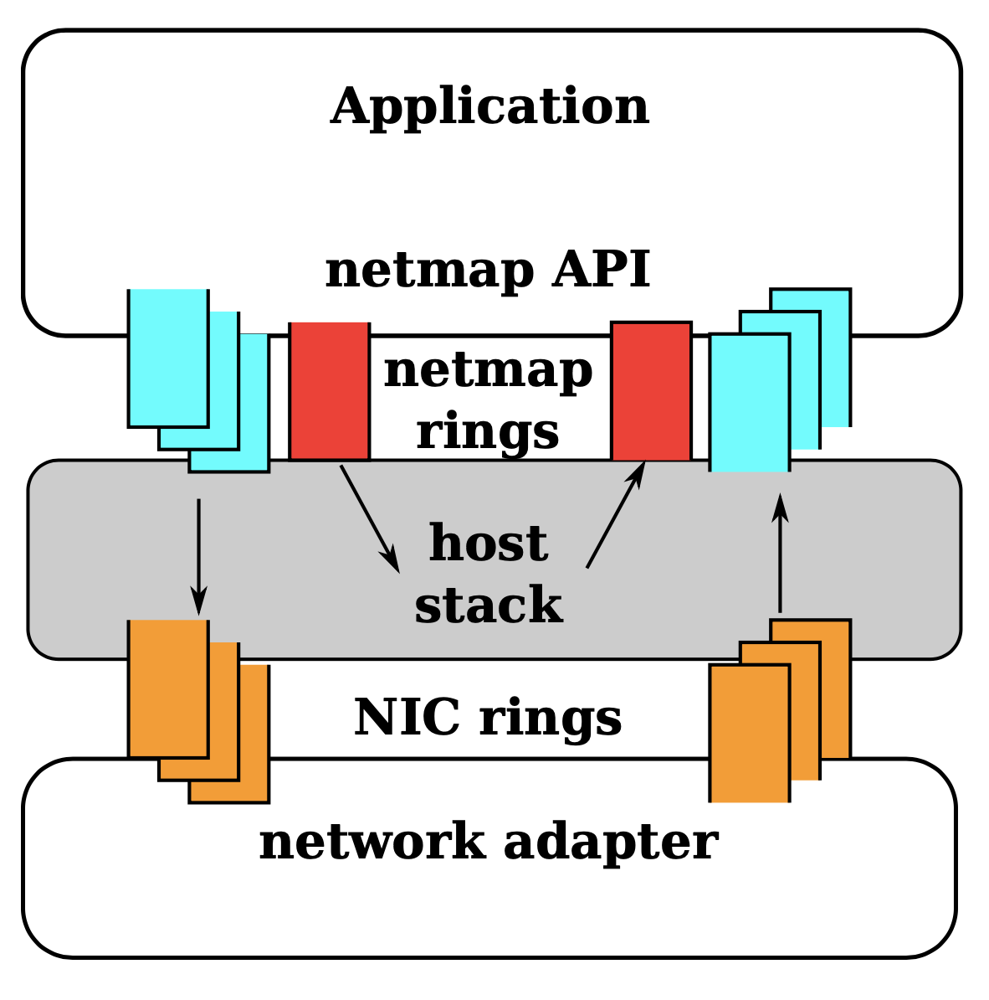 Application
netmap API
netmap
rings
host
stack
NIC rings
network adapter